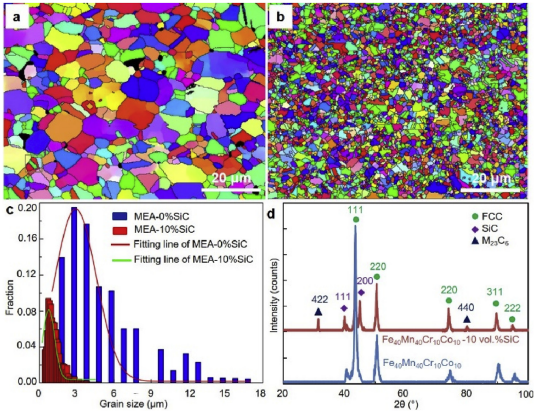 a
20 μm
b
20 μm
c
0.20
0.16
0.12
0.08
0.04
0.00
Fraction
MEA-0%SiC
MEA-10%SiC
Fitting line of MEA-0%SiC
Fitting line of MEA-10%SiC
0 3 6 9 12 15 18
Grain size (μm)
d
Intensity (counts)
111
FCC
SiC
M23C6
422
111
200
220
220
440
311
222
Fe40Mn40Cr10Co10 -10 vol.%SiC
Fe40Mn40Cr10Co10
20 40 60 80 100
2θ (°)